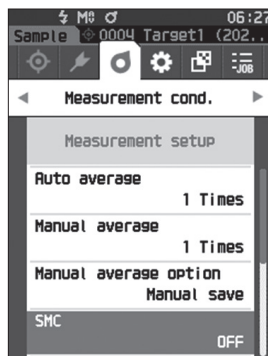 M 06:27
Sample 0004 Target1 (202..
-JOB
Measurement cond.
Measurement setup
Auto average
1 Times
Manual average
1 Times
Manual average option
Manual save
SMC
OFF